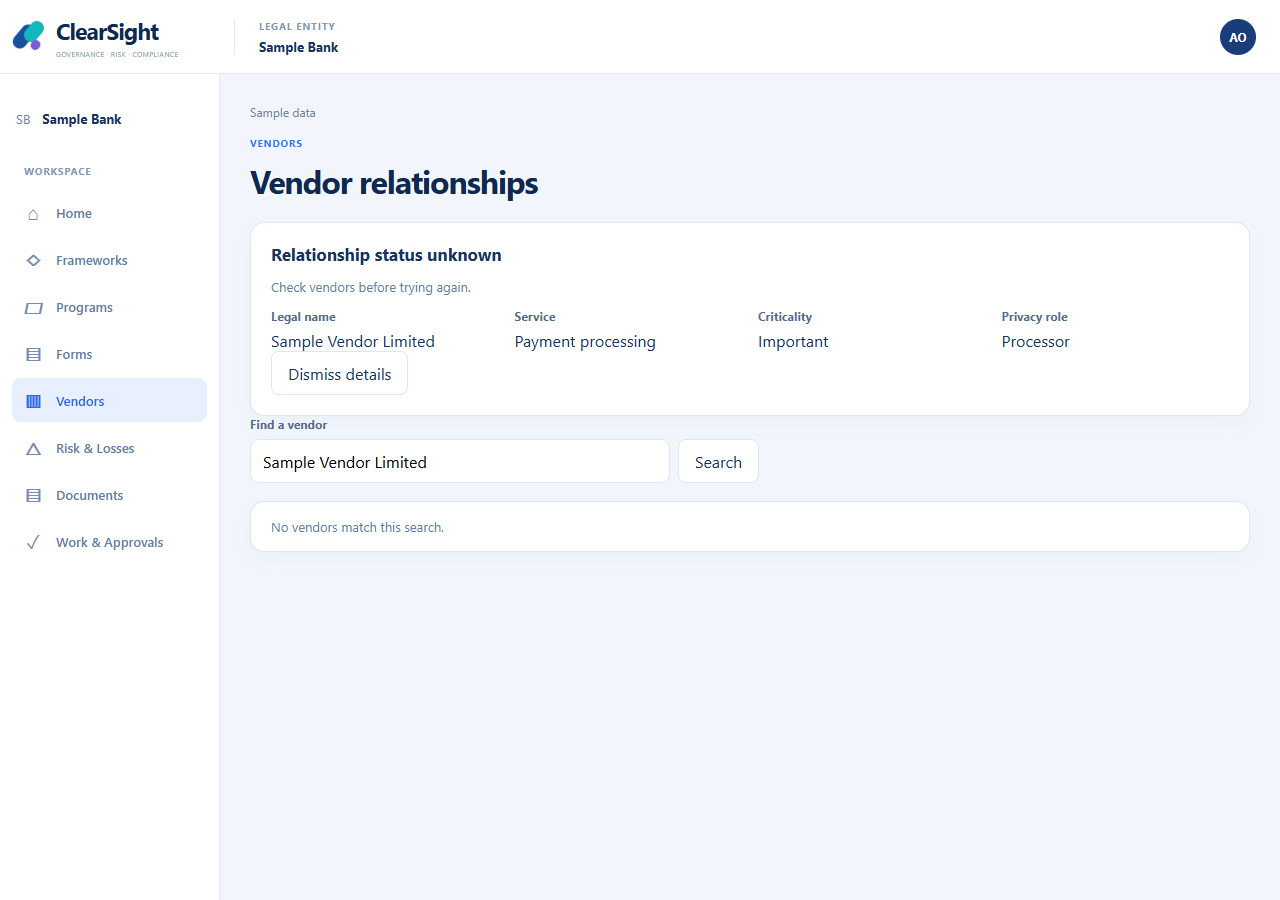 ClearSight
GOVERNANCE · RISK · COMPLIANCE
LEGAL ENTITY
Sample Bank
AO
SB Sample Bank
WORKSPACE
Home
Frameworks
Programs
Forms
Vendors
Risk & Losses
Documents
Work & Approvals
Sample data
VENDORS
Vendor relationships
Relationship status unknown
Check vendors before trying again.
Legal name Service Criticality Privacy role
Sample Vendor Limited Payment processing Important Processor
Dismiss details
Find a vendor
Sample Vendor Limited Search
No vendors match this search.